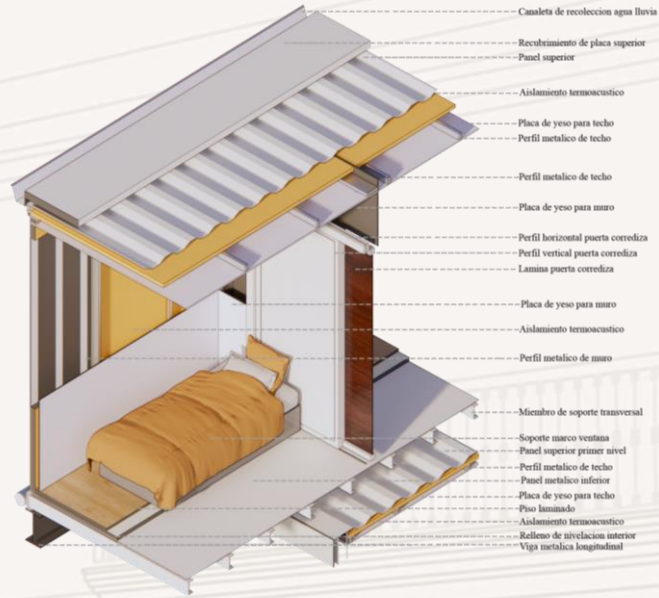 Canaleta de recoleccion agua lluvia
Recubrimiento de placa superior
Panel superior
Aislamiento termoacustico
Placa de yeso para techo
Perfil metalico de techo
Perfil metalico de techo
Placa de yeso para muro
Perfil horizontal puerta corrediza
Perfil vertical puerta corrediza
Lamina puerta corrediza
Placa de yeso para muro
Aislamiento termoacustico
Perfil metalico de muro
Miembro de soporte transversal
Soporte marco ventana
Panel superior primer nivel
Perfil metalico de techo
Panel metalico inferior
Placa de yeso para techo
Piso laminado
Aislamiento termoacustico
Relleno de nivelacion interior
Viga metalica longitudinal